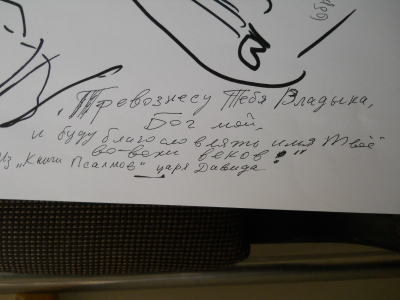 „Превознесу Тебя Владыка,
Бог мой,
и буду благословлять имя Твоё
во-веки веков!"
Из „Книги Псалмов" царя Давида